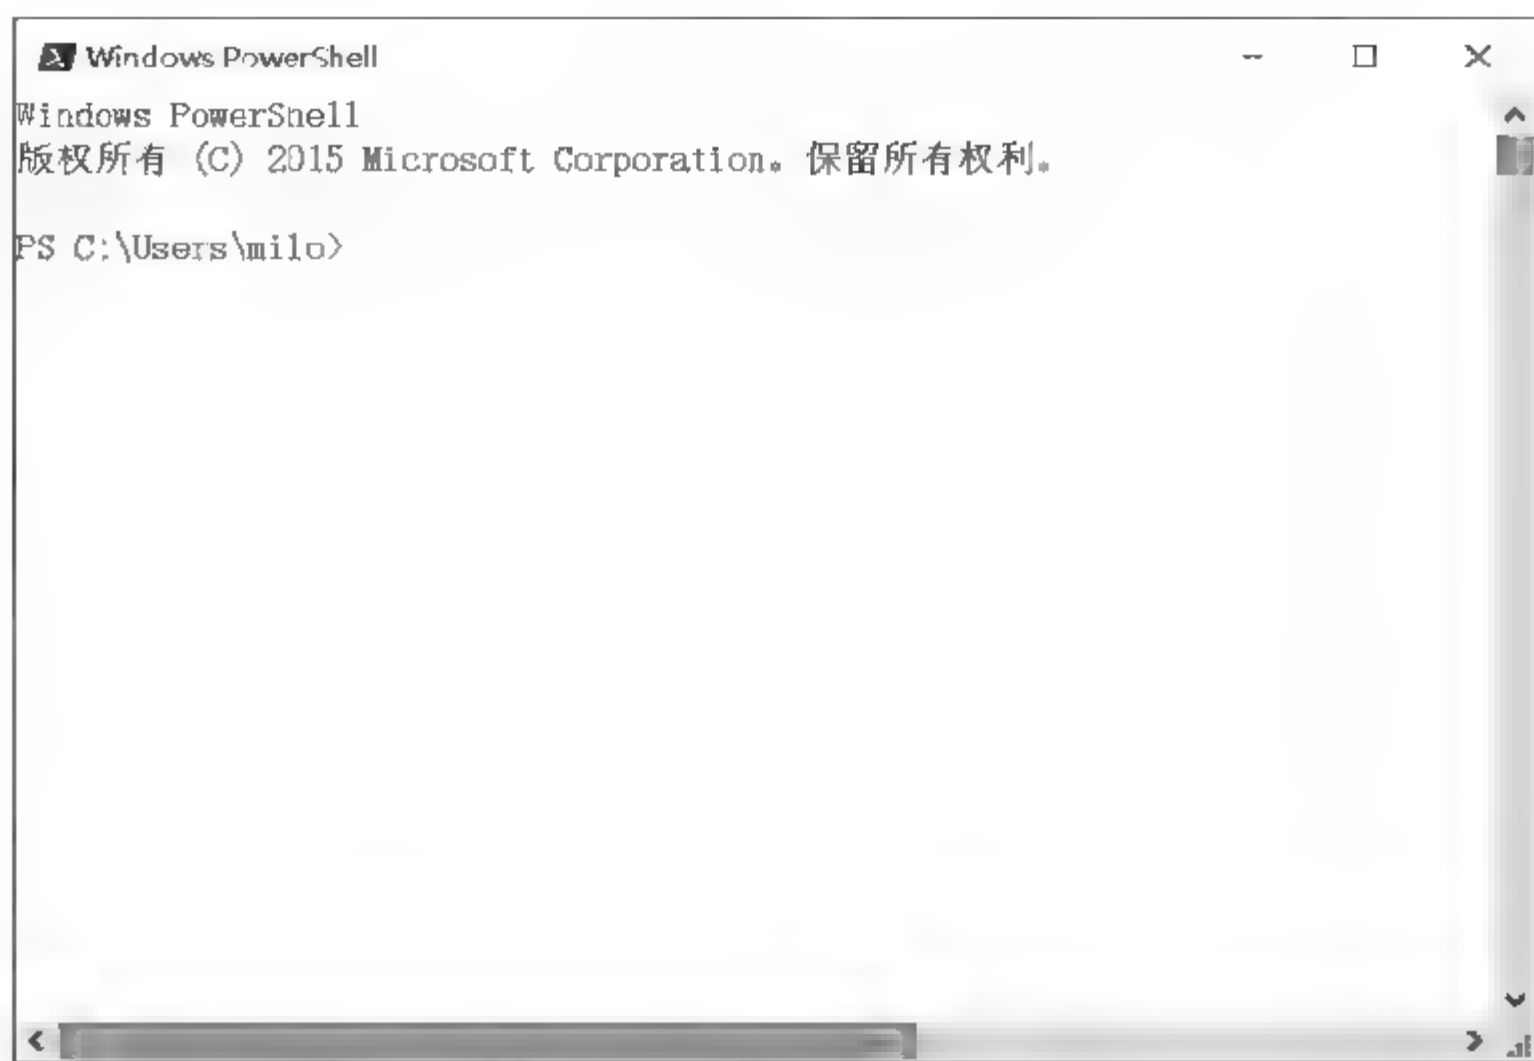 Windows PowerShell
Windows PowerShell
版权所有 (C) 2015 Microsoft Corporation。保留所有权利。
PS C:\Users\milo>